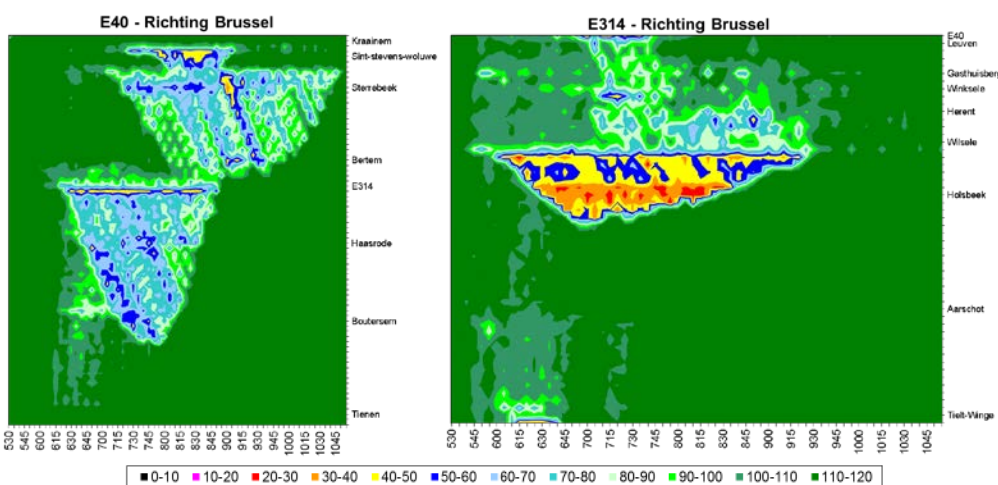 E40 - Richting Brussel
Kraainem
Sint-stevens-woluwe
Sterrebeek
Bertem
E314
Haasrode
Boutersem
Tienen
530 545 600 615 630 645 700 715 730 745 800 815 830 845 900 915 930 945 1000 1015 1030 1045
E314 - Richting Brussel
E40
Leuven
Gasthuisberg
Winksele
Herent
Wilsele
Holsbeek
Aarschot
Tielt-Winge
530 545 600 615 630 645 700 715 730 745 800 815 830 845 900 915 930 945 1000 1015 1030 1045
0-10 10-20 20-30 30-40 40-50 50-60 60-70 70-80 80-90 90-100 100-110 110-120